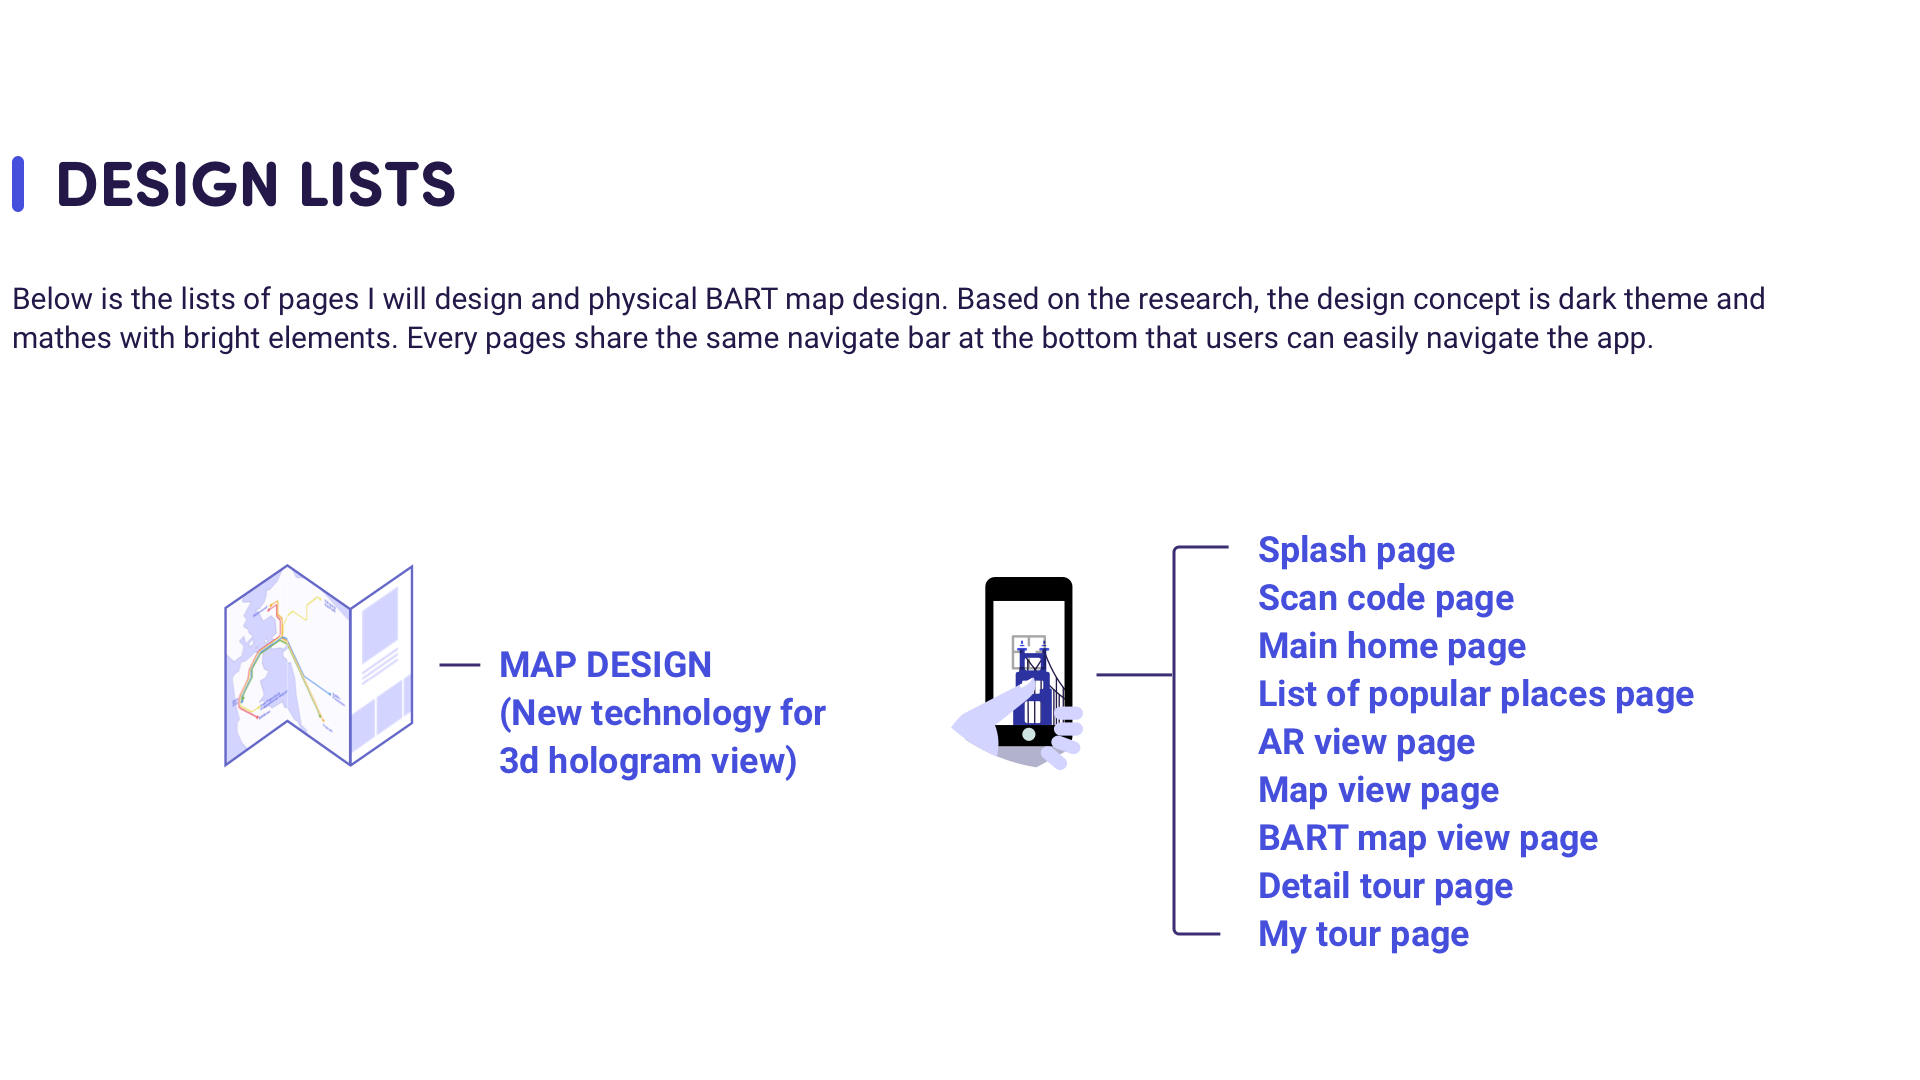 DESIGN LISTS
Below is the lists of pages I will design and physical BART map design. Based on the research, the design concept is dark theme and
mathes with bright elements. Every pages share the same navigate bar at the bottom that users can easily navigate the app.
MAP DESIGN
(New technology for
3d hologram view)
Splash page
Scan code page
Main home page
List of popular places page
AR view page
Map view page
BART map view page
Detail tour page
My tour page